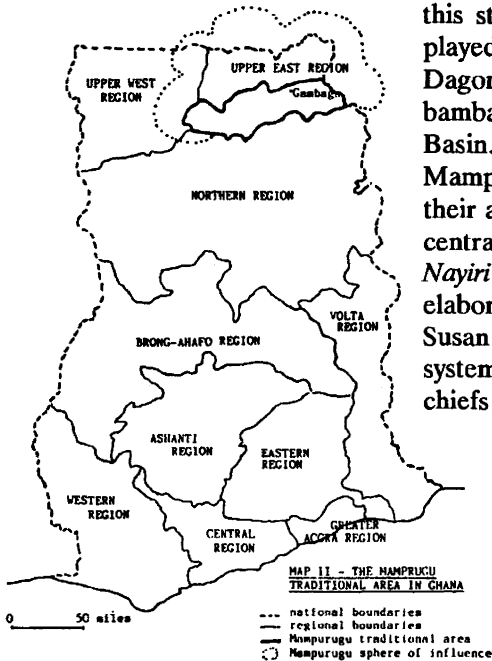 this st
played
Dagon
bamba
Basin.
Mamp
their a
centra
Nayiri
elabor
Susan
system
chiefs
UPPER WEST
REGION
UPPER EAST REGION
Gambaga
NORTHERN REGION
VOLTA
REGION
BRONG-AHAFO REGION
ASHANTI
REGION
EASTERN
REGION
WESTERN
REGION
CENTRAL
REGION
GREATER
ACCRA REGION
MAP II - THE MAMPRUGU
TRADITIONAL AREA IN GHANA
0 50 miles
national boundaries
regional boundaries
Mampurugu traditional area
Mampurugu sphere of influence